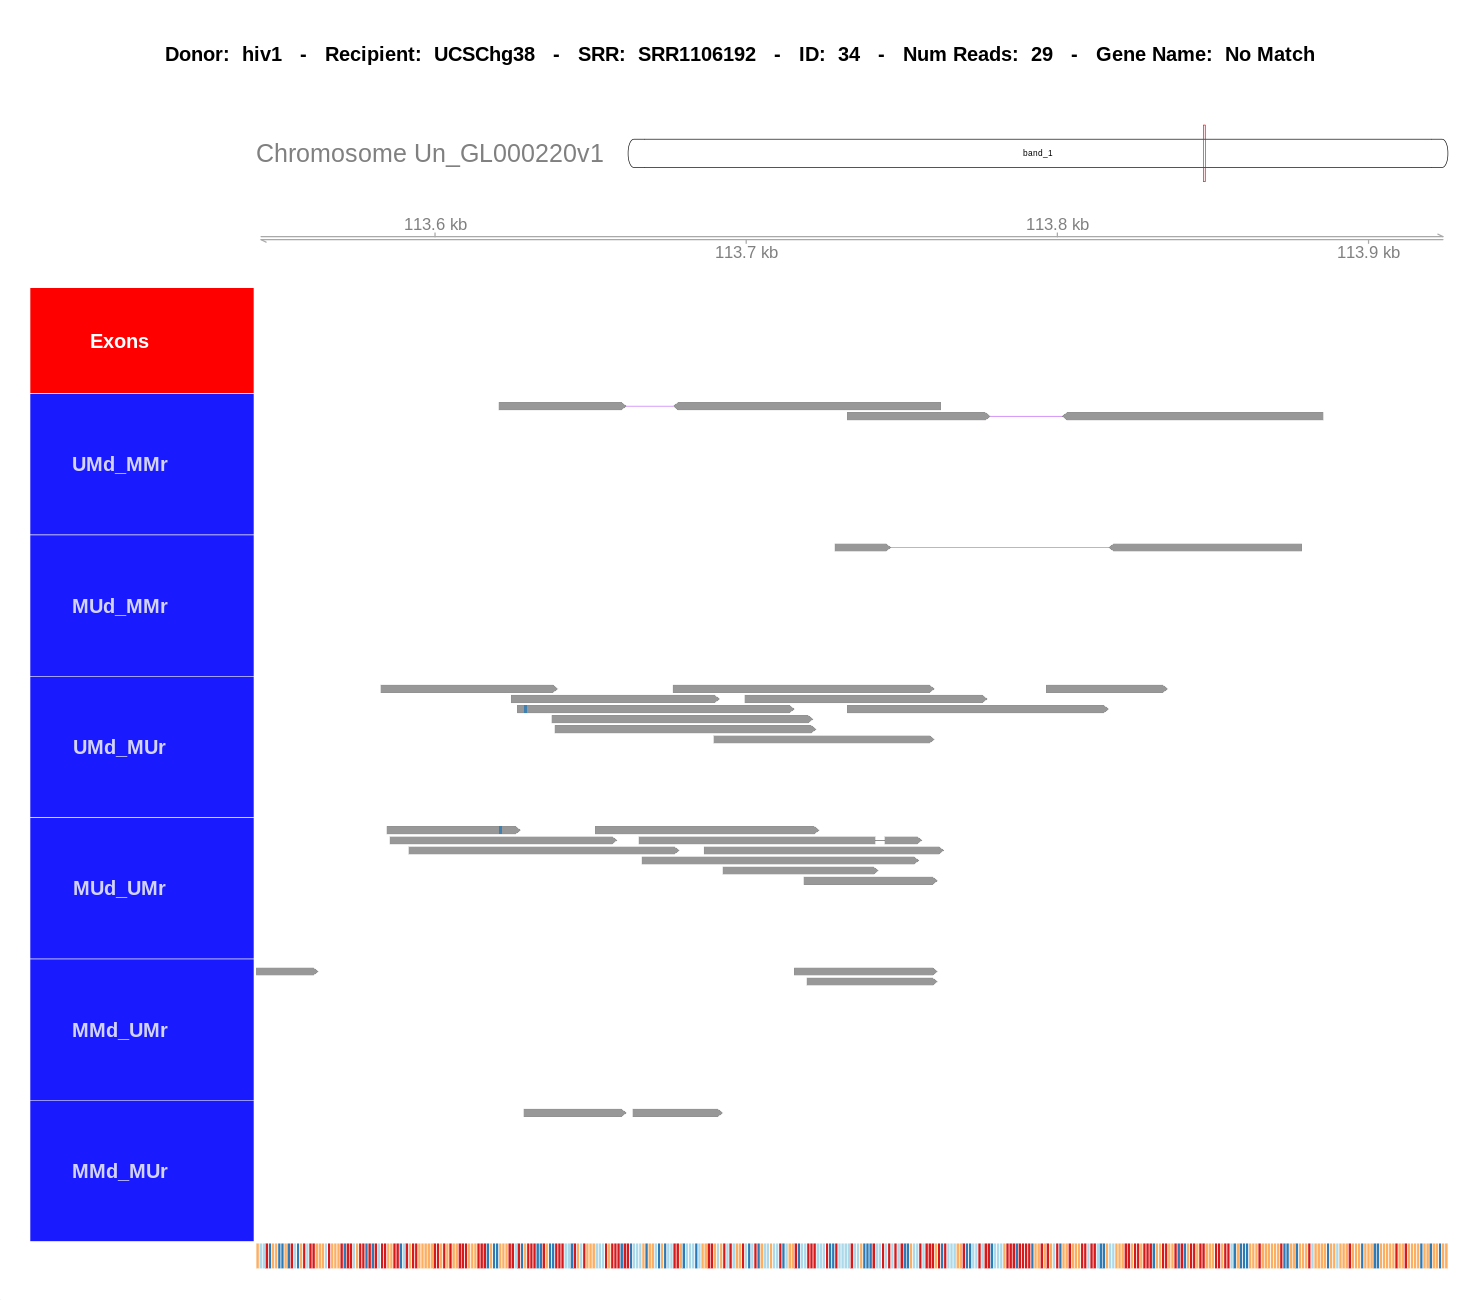 Donor: hiv1 - Recipient: UCSChg38 - SRR: SRR1106192 - ID: 34 - Num Reads: 29 - Gene Name: No Match
Chromosome Un_GL000220v1
band_1
113.6 kb
113.8 kb
113.7 kb
113.9 kb
Exons
UMd_MMr
MUd_MMr
UMd_MUr
MUd_UMr
MMd_UMr
MMd_MUr